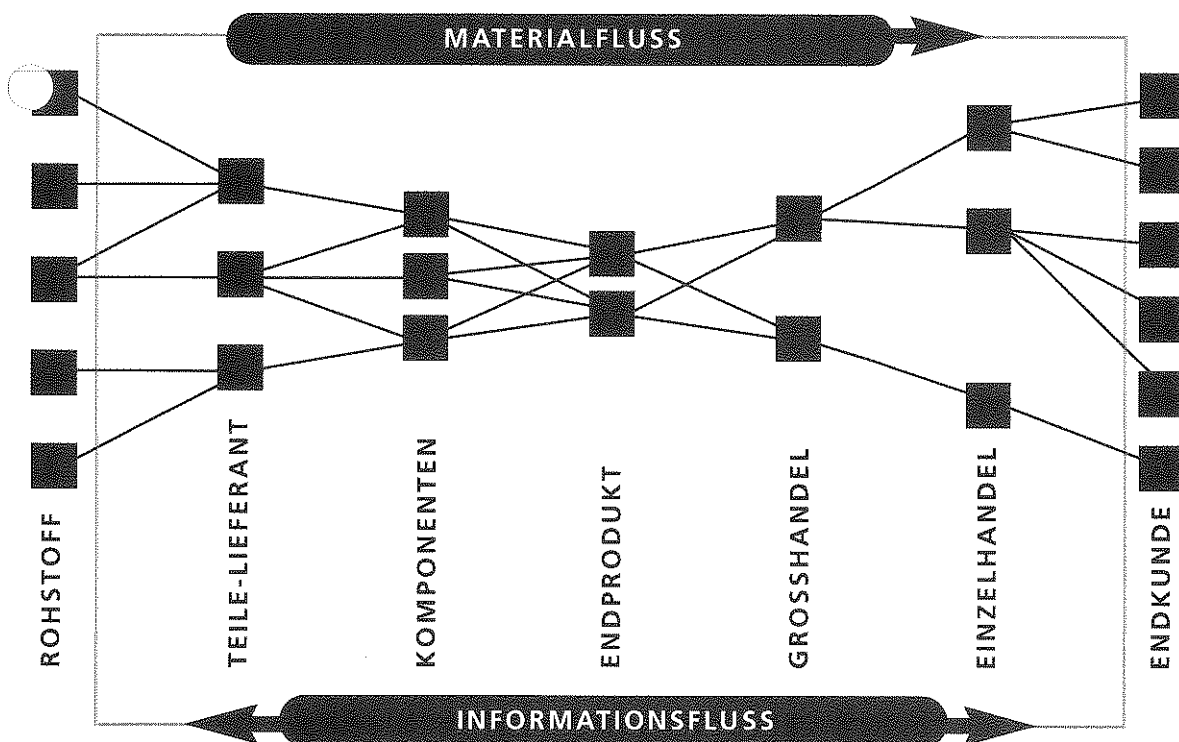 MATERIALFLUSS
ROHSTOFF
TEILE-LIEFERANT
KOMPONENTEN
ENDPRODUKT
GROSSHANDEL
EINZELHANDEL
ENDKUNDE
INFORMATIONSFLUSS